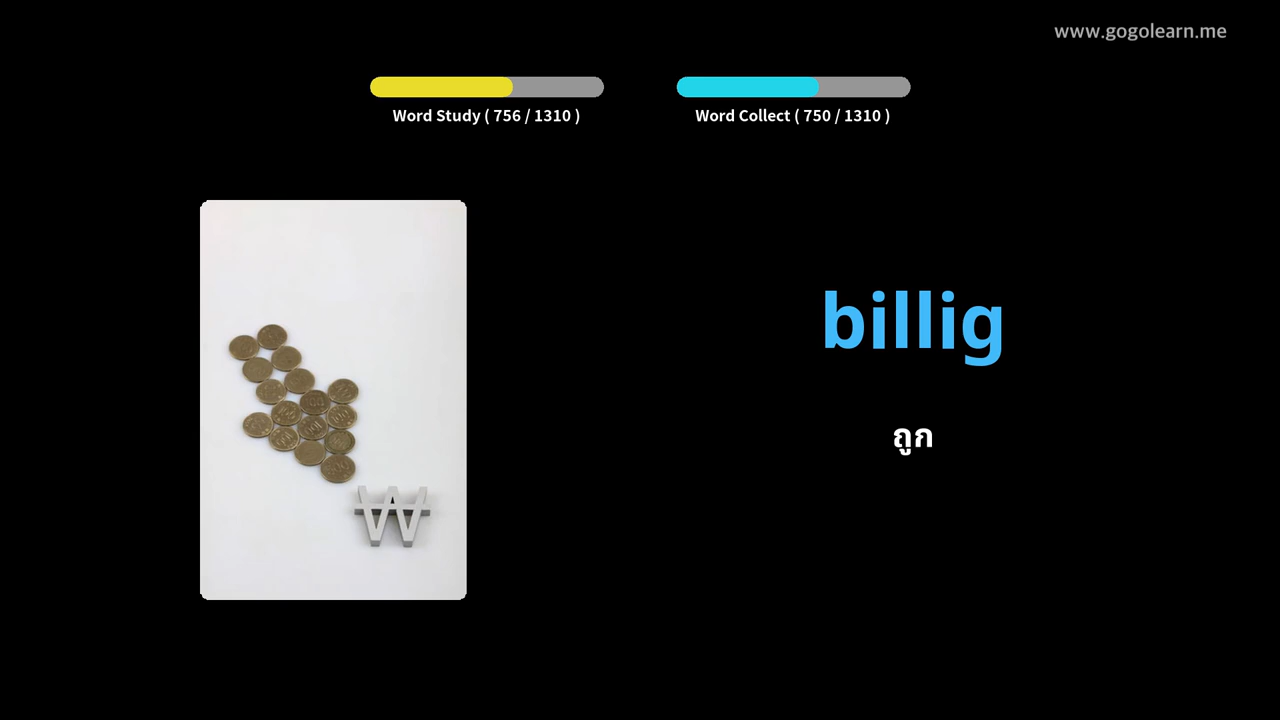 www.gogolearn.me
Word Study ( 756 / 1310 )
Word Collect ( 750 / 1310 )
billig
ถูก
₩